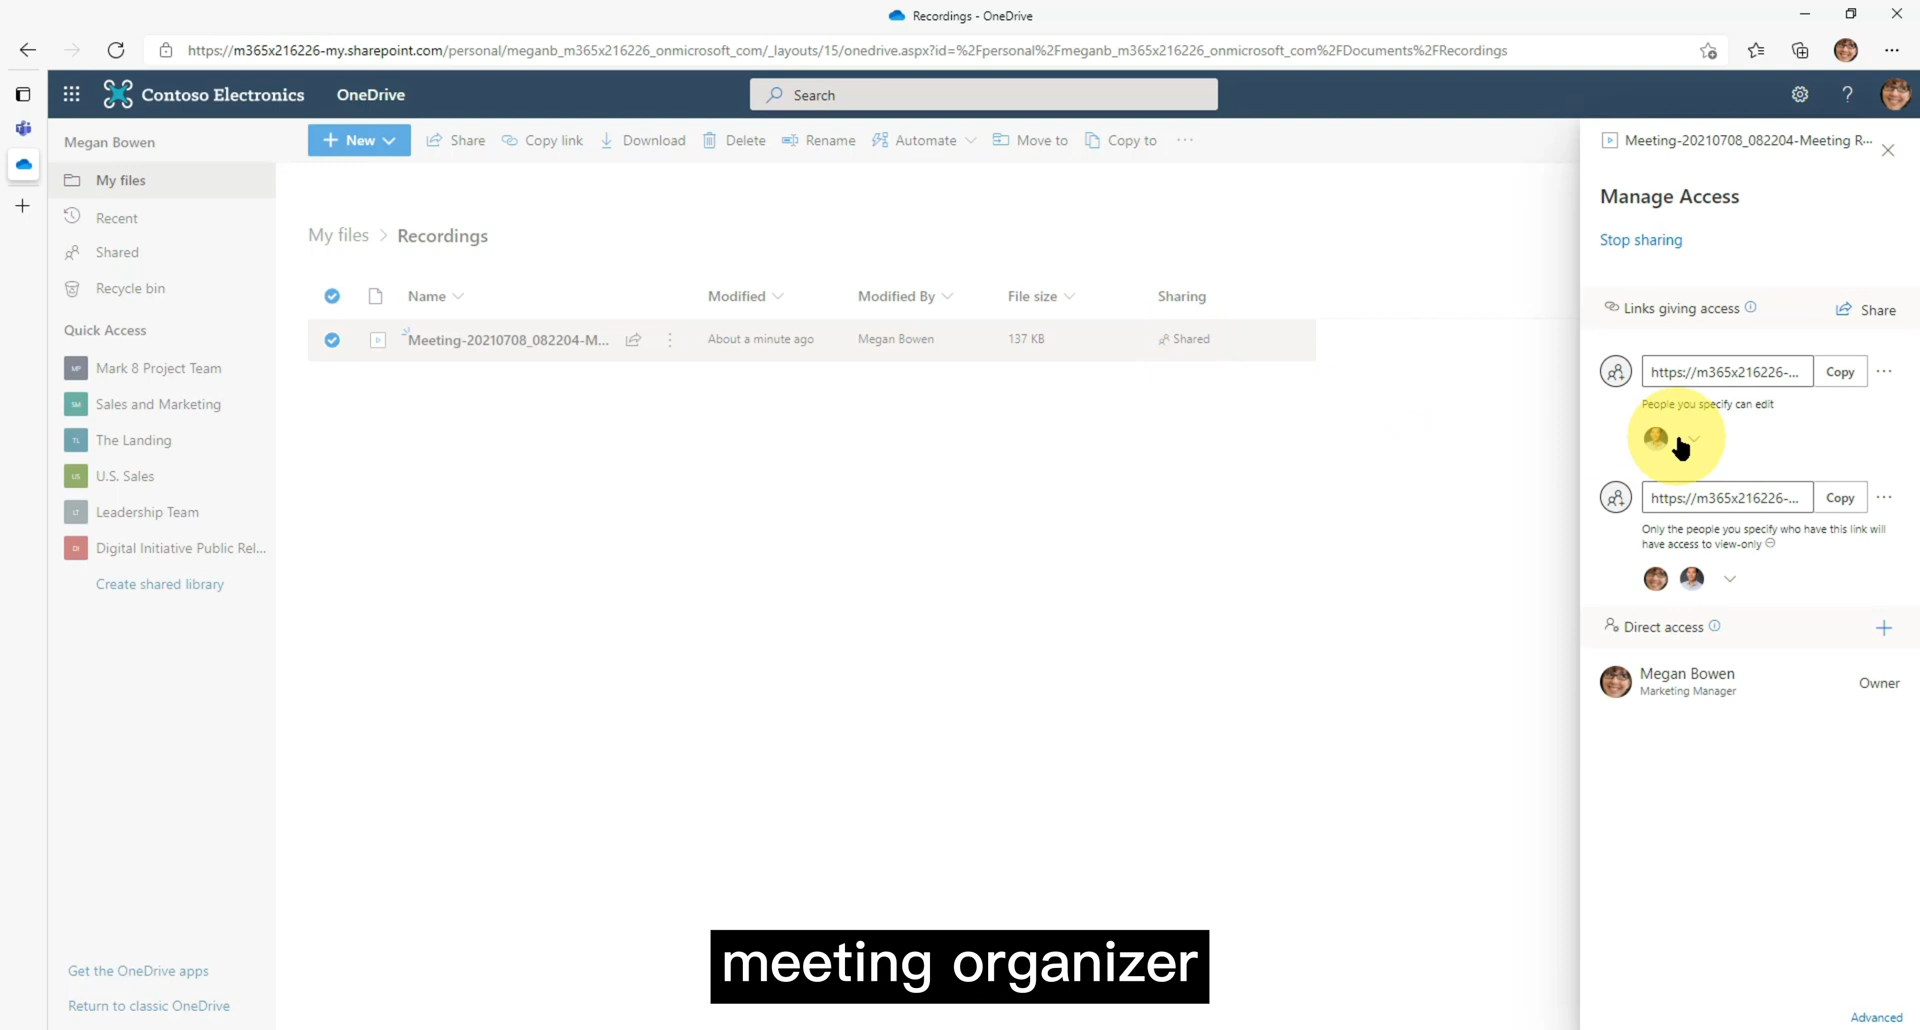 Recordings - OneDrive
https://m365x216226-my.sharepoint.com/personal/meganb_m365x216226_onmicrosoft_com/_layouts/15/onedrive.aspx?id=%2Fpersonal%2Fmeganb_m365x216226_onmicrosoft_com%2FDocuments%2FRecordings
Contoso Electronics OneDrive Search
Megan Bowen
My files
Recent
Shared
Recycle bin
Quick Access
MP Mark 8 Project Team
SM Sales and Marketing
TL The Landing
US U.S. Sales
LT Leadership Team
DI Digital Initiative Public Rel...
Create shared library
Get the OneDrive apps
Return to classic OneDrive
+ New Share Copy link Download Delete Rename Automate Move to Copy to ...
My files > Recordings
Name Modified Modified By File size Sharing
Meeting-20210708_082204-M... About a minute ago Megan Bowen 137 KB Shared
Meeting-20210708_082204-Meeting R...
Manage Access
Stop sharing
Links giving access Share
https://m365x216226-... Copy ...
People you specify can edit
https://m365x216226-... Copy ...
Only the people you specify who have this link will
have access to view-only
Direct access +
Megan Bowen
Marketing Manager
Owner
Advanced
meeting organizer